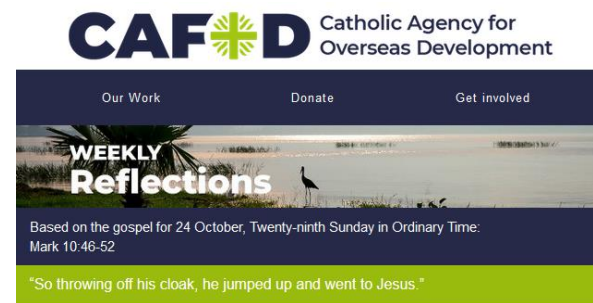 CAFOD Catholic Agency for
Overseas Development
Our Work Donate Get involved
WEEKLY
Reflections
Based on the gospel for 24 October, Twenty-ninth Sunday in Ordinary Time:
Mark 10:46-52
“So throwing off his cloak, he jumped up and went to Jesus.”